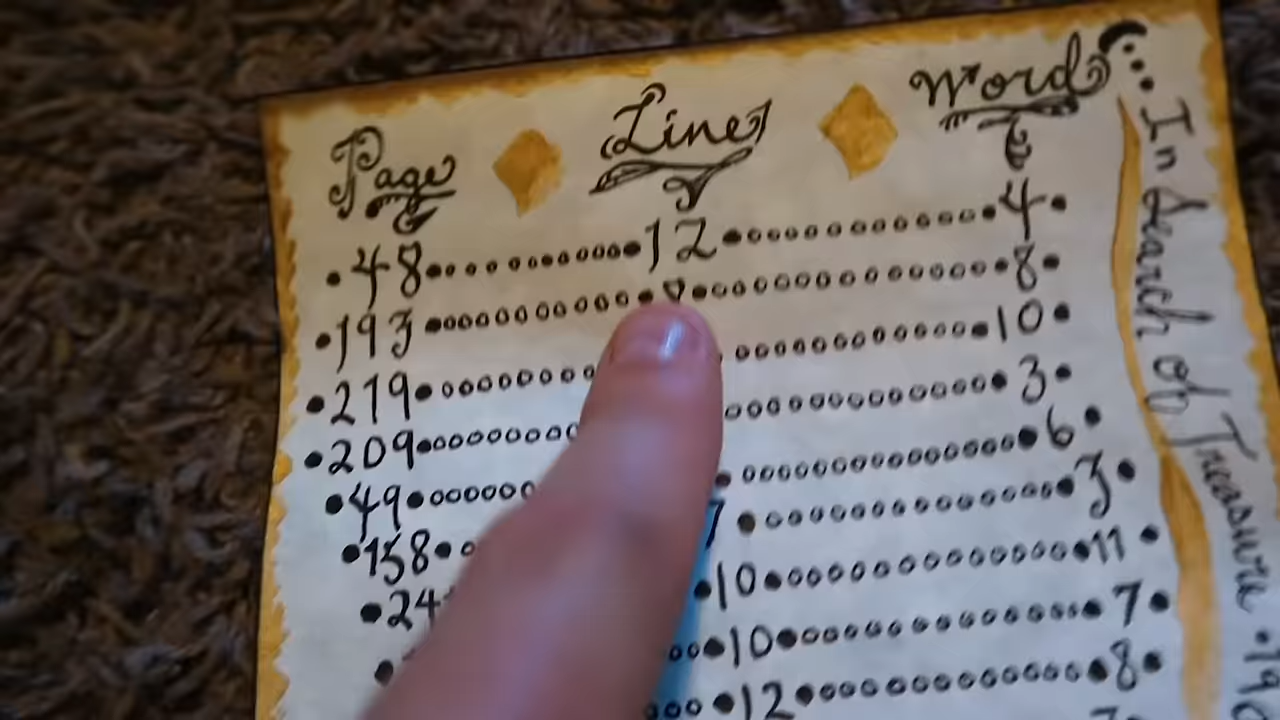 Page Line Word
48 12 4
193 8
219 10
209 3
49 6
158 7 3
24 10 11
10 7
12 8
In Search of Treasure